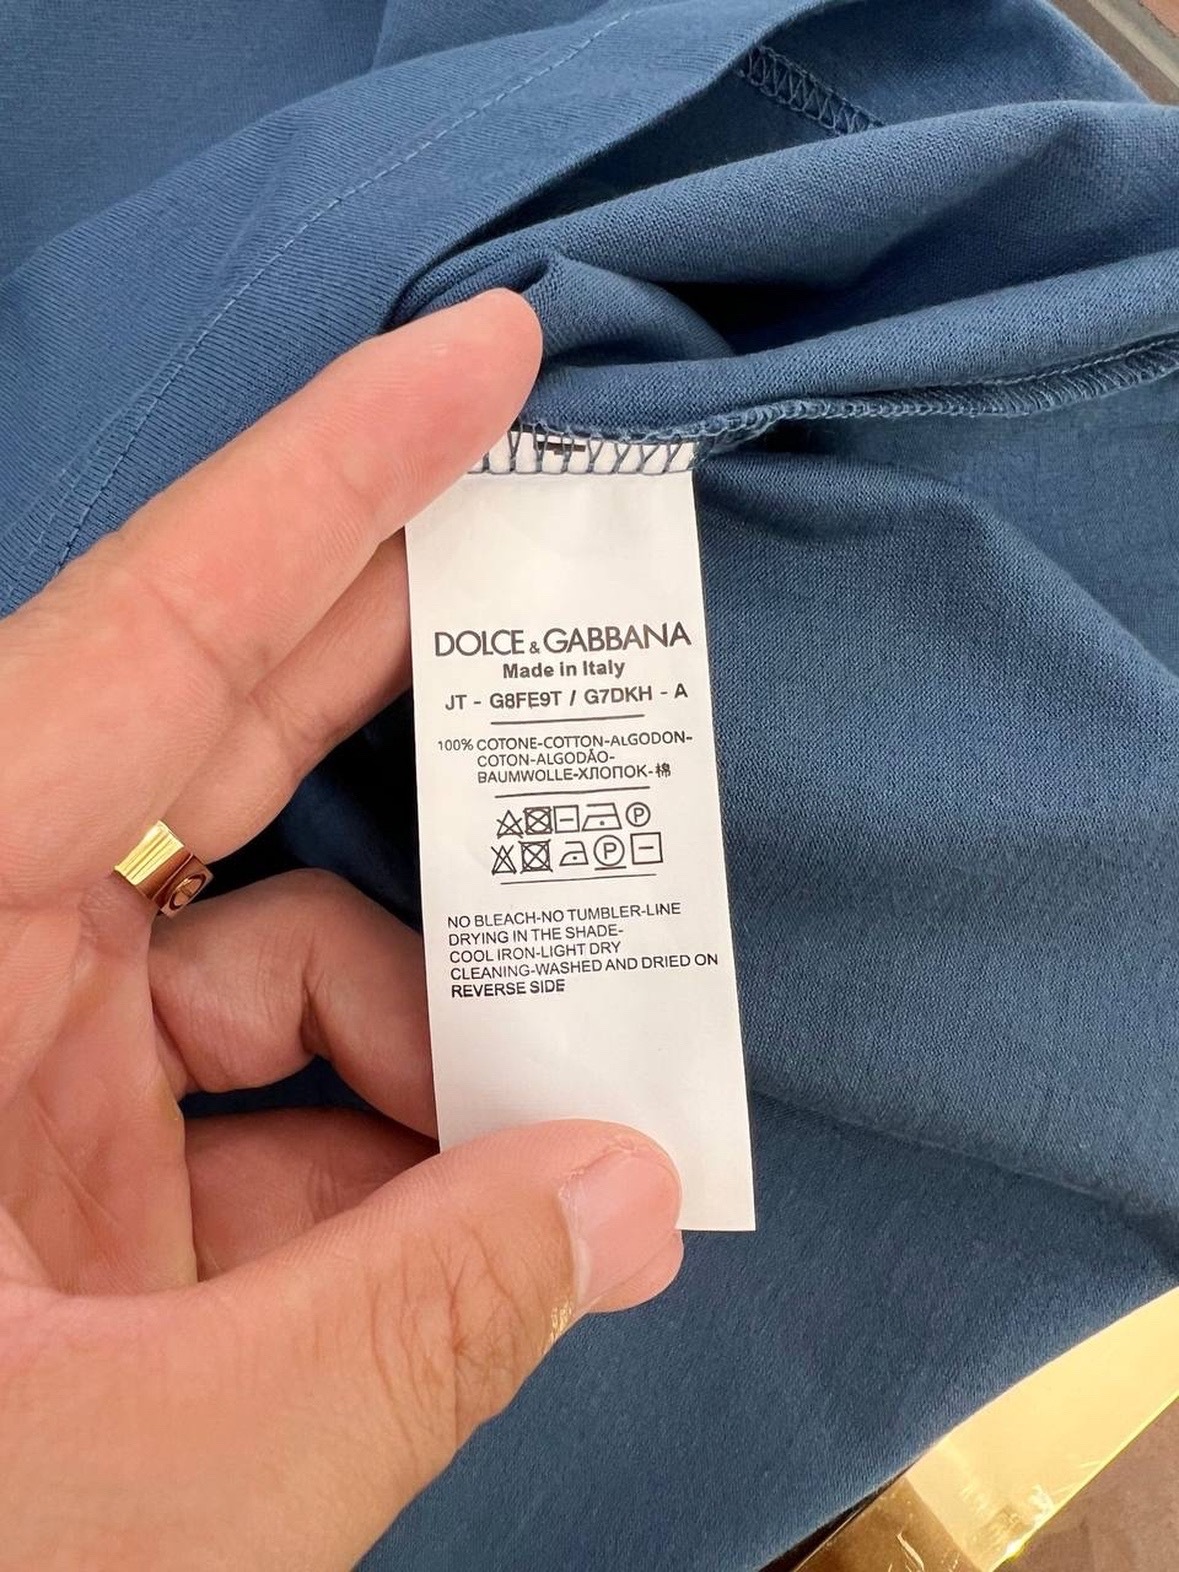 DOLCE & GABBANA
Made in Italy
JT - G8FE9T / G7DKH - A
100% COTONE-COTTON-ALGODON-
COTON-ALGODÃO-
BAUMWOLLE-ХЛОПОК-棉
P
P
NO BLEACH-NO TUMBLER-LINE
DRYING IN THE SHADE-
COOL IRON-LIGHT DRY
CLEANING-WASHED AND DRIED ON
REVERSE SIDE